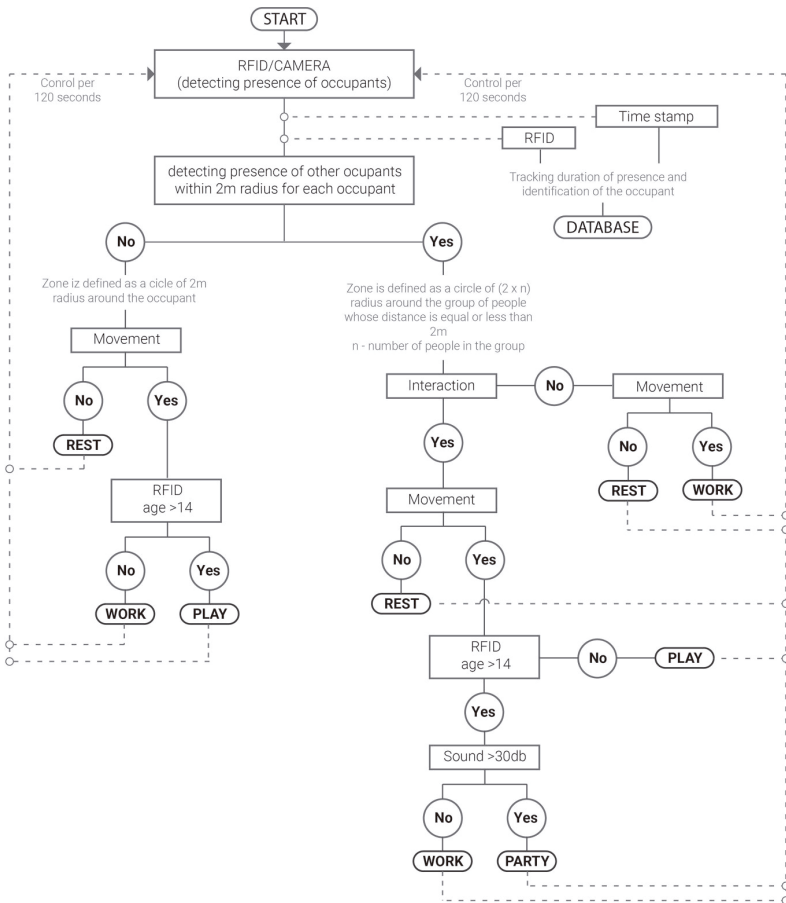 START
RFID/CAMERA
(detecting presence of occupants)
Conrol per
120 seconds
Control per
120 seconds
Time stamp
RFID
Tracking duration of presence and
identification of the occupant
DATABASE
detecting presence of other ocupants
within 2m radius for each occupant
No
Yes
Zone iz defined as a cicle of 2m
radius around the occupant
Movement
No
Yes
REST
RFID
age >14
No
Yes
WORK
PLAY
Zone is defined as a circle of (2 x n)
radius around the group of people
whose distance is equal or less than
2m
n - number of people in the group
Interaction
No
Movement
No
Yes
REST
WORK
Yes
Movement
No
Yes
REST
RFID
age >14
No
PLAY
Yes
Sound >30db
No
Yes
WORK
PARTY